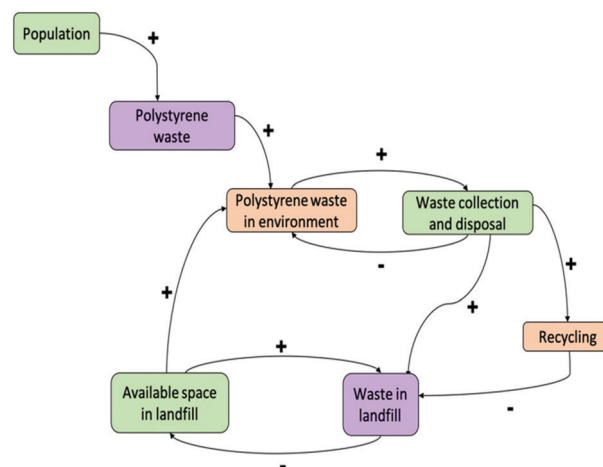 Population
+
Polystyrene
waste
+
+
Polystyrene waste
in environment
Waste collection
and disposal
-
+
+
+
Recycling
+
Available space
in landfill
Waste in
landfill
-
-